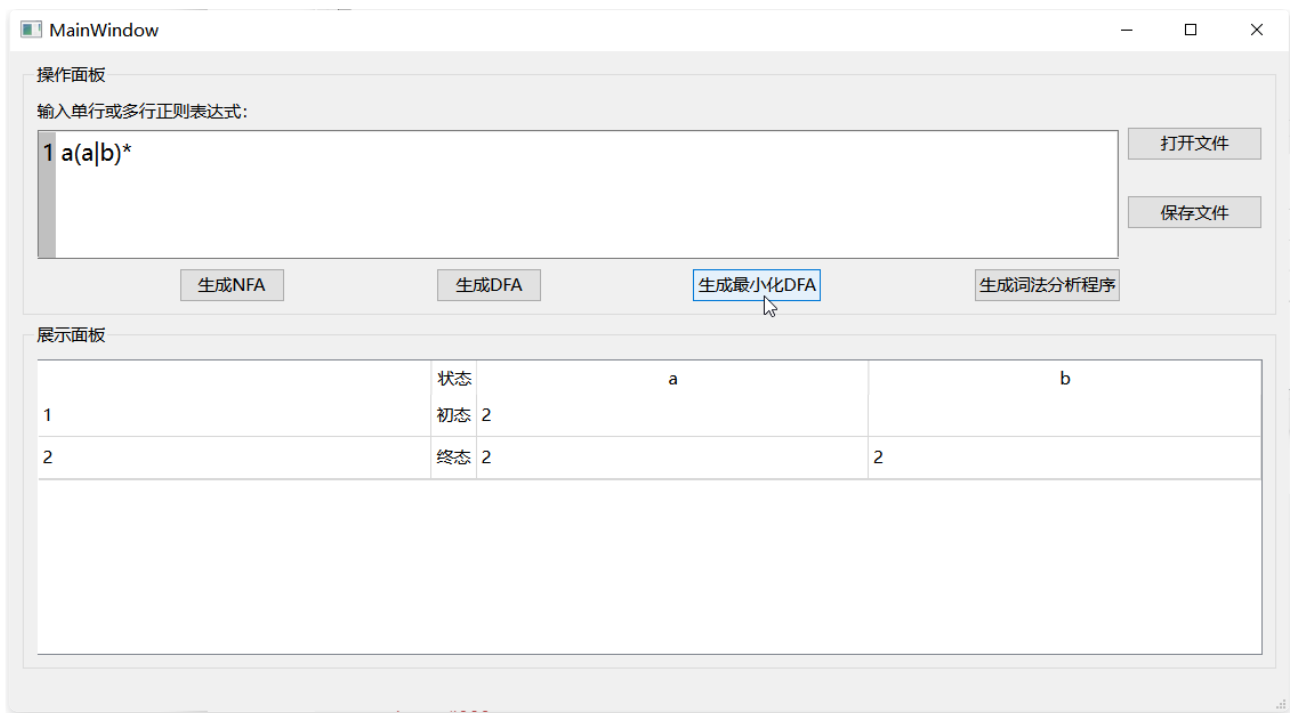 MainWindow
操作面板
输入单行或多行正则表达式：
1 a(a|b)*
打开文件
保存文件
生成NFA 生成DFA 生成最小化DFA 生成词法分析程序
展示面板
状态 a b
1 初态 2
2 终态 2 2